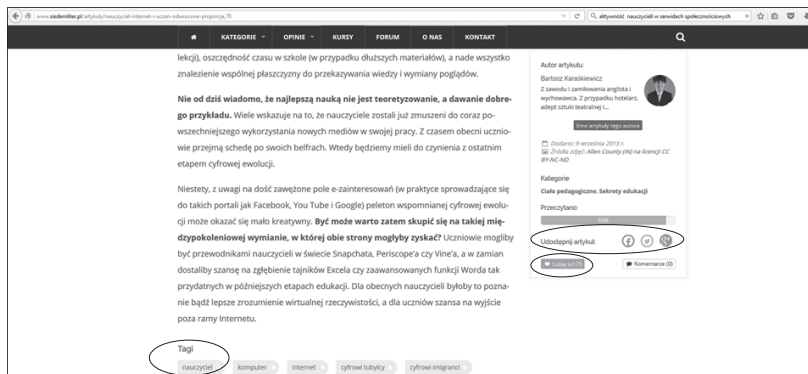 www.siedemliter.pl/artykuly/nauczyciel-internet-i-uczen-odwrocone-proporcje,78
aktywność nauczycieli w serwisach społecznościowych
KATEGORIE OPINIE KURSY FORUM O NAS KONTAKT
lekcji), oszczędność czasu w szkole (w przypadku dłuższych materiałów), a nade wszystko
znalezienie wspólnej płaszczyzny do przekazywania wiedzy i wymiany poglądów.
Nie od dziś wiadomo, że najlepszą nauką nie jest teoretyzowanie, a dawanie dobre-
go przykładu. Wiele wskazuje na to, że nauczyciele zostali już zmuszeni do coraz po-
wszechniejszego wykorzystania nowych mediów w swojej pracy. Z czasem obecni ucznio-
wie przejmą schedę po swoich belfrach. Wtedy będziemy mieli do czynienia z ostatnim
etapem cyfrowej ewolucji.
Niestety, z uwagi na dość zawężone pole e-zainteresowań (w praktyce sprowadzające się
do takich portali jak Facebook, You Tube i Google) peleton wspomnianej cyfrowej ewolu-
cji może okazać się mało kreatywny. Być może warto zatem skupić się na takiej mię-
dzypokoleniowej wymianie, w której obie strony mogłyby zyskać? Uczniowie mogliby
być przewodnikami nauczycieli w świecie Snapchata, Periscope'a czy Vine'a, a w zamian
dostaliby szansę na zgłębienie tajników Excela czy zaawansowanych funkcji Worda tak
przydatnych w późniejszych etapach edukacji. Dla obecnych nauczycieli byłoby to pozna-
nie bądź lepsze zrozumienie wirtualnej rzeczywistości, a dla uczniów szansa na wyjście
poza ramy Internetu.
Tagi
nauczyciel komputer internet cyfrowi tubylcy cyfrowi imigranci
Autor artykułu:
Bartosz Karaśkiewicz
Z zawodu i zamiłowania anglista i
wychowawca. Z przypadku hotelarz,
adept sztuki teatralnej i...
Inne artykuły tego autora
Dodano: 9 września 2015 r.
Źródła zdjęć: Allen County (IN) na licencji CC
BY-NC-ND
Kategorie
Ciało pedagogiczne, Sekrety edukacji
Przeczytano
93%
Udostępnij artykuł:
Lubię to! (7) Komentarze (0)